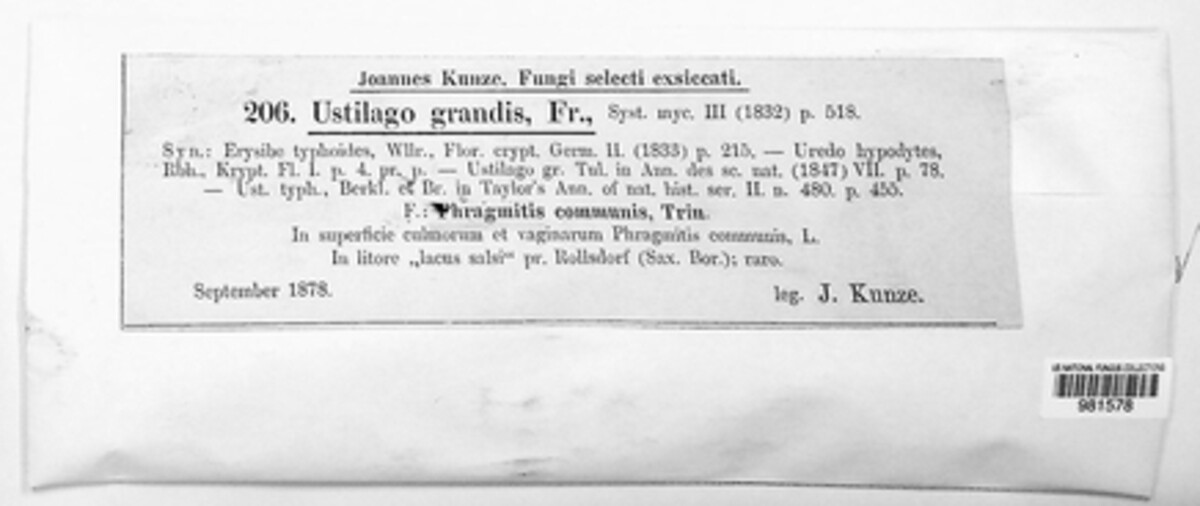 Joannes Kunze. Fungi selecti exsiccati.
206. Ustilago grandis, Fr., Syst. myc. III (1832) p. 518.
Syn.: Erysibe typhoides, Wllr., Flor. crypt. Germ. II. (1833) p. 215. — Uredo hypodytes,
Rbh., Krypt. Fl. I. p. 4. pr. p. — Ustilago gr. Tul. in Ann. des sc. nat. (1847) VII. p. 78.
— Ust. typh., Berkl. et Br. in Taylor's Ann. of nat. hist. ser. II. n. 480. p. 455.
F.: Phragmitis communis, Trin.
In superficie culmorum et vaginarum Phragmitis communis, L.
In litore „lacus salsi“ pr. Rollsdorf (Sax. Bor.); raro.
September 1878.
leg. J. Kunze.
US NATIONAL FUNGUS COLLECTIONS
981578